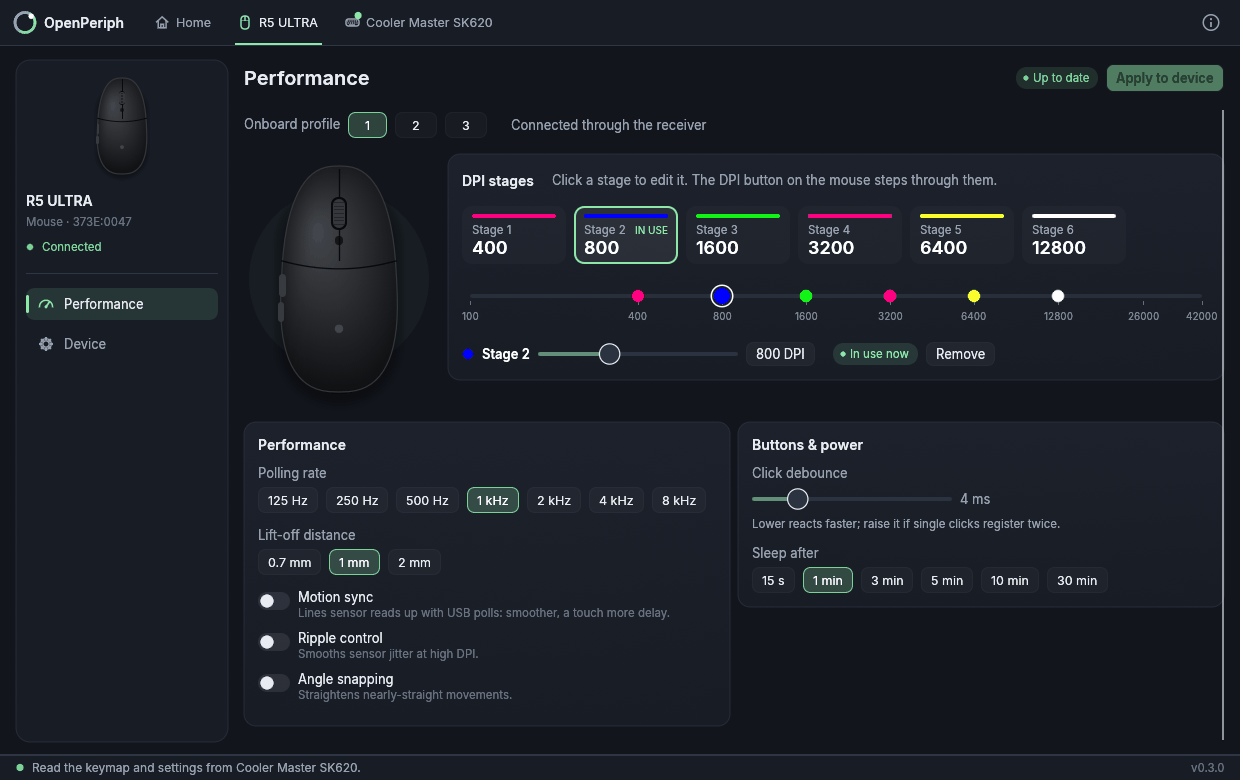 OpenPeriph
Home
R5 ULTRA
Cooler Master SK620
R5 ULTRA
Mouse · 373E:0047
Connected
Performance
Device
Performance
Up to date
Apply to device
Onboard profile
1
2
3
Connected through the receiver
DPI stages
Click a stage to edit it. The DPI button on the mouse steps through them.
Stage 1
400
Stage 2 IN USE
800
Stage 3
1600
Stage 4
3200
Stage 5
6400
Stage 6
12800
100 400 800 1600 3200 6400 12800 26000 42000
Stage 2
800 DPI
In use now
Remove
Performance
Polling rate
125 Hz 250 Hz 500 Hz 1 kHz 2 kHz 4 kHz 8 kHz
Lift-off distance
0.7 mm 1 mm 2 mm
Motion sync
Lines sensor reads up with USB polls: smoother, a touch more delay.
Ripple control
Smooths sensor jitter at high DPI.
Angle snapping
Straightens nearly-straight movements.
Buttons & power
Click debounce
4 ms
Lower reacts faster; raise it if single clicks register twice.
Sleep after
15 s 1 min 3 min 5 min 10 min 30 min
Read the keymap and settings from Cooler Master SK620.
v0.3.0